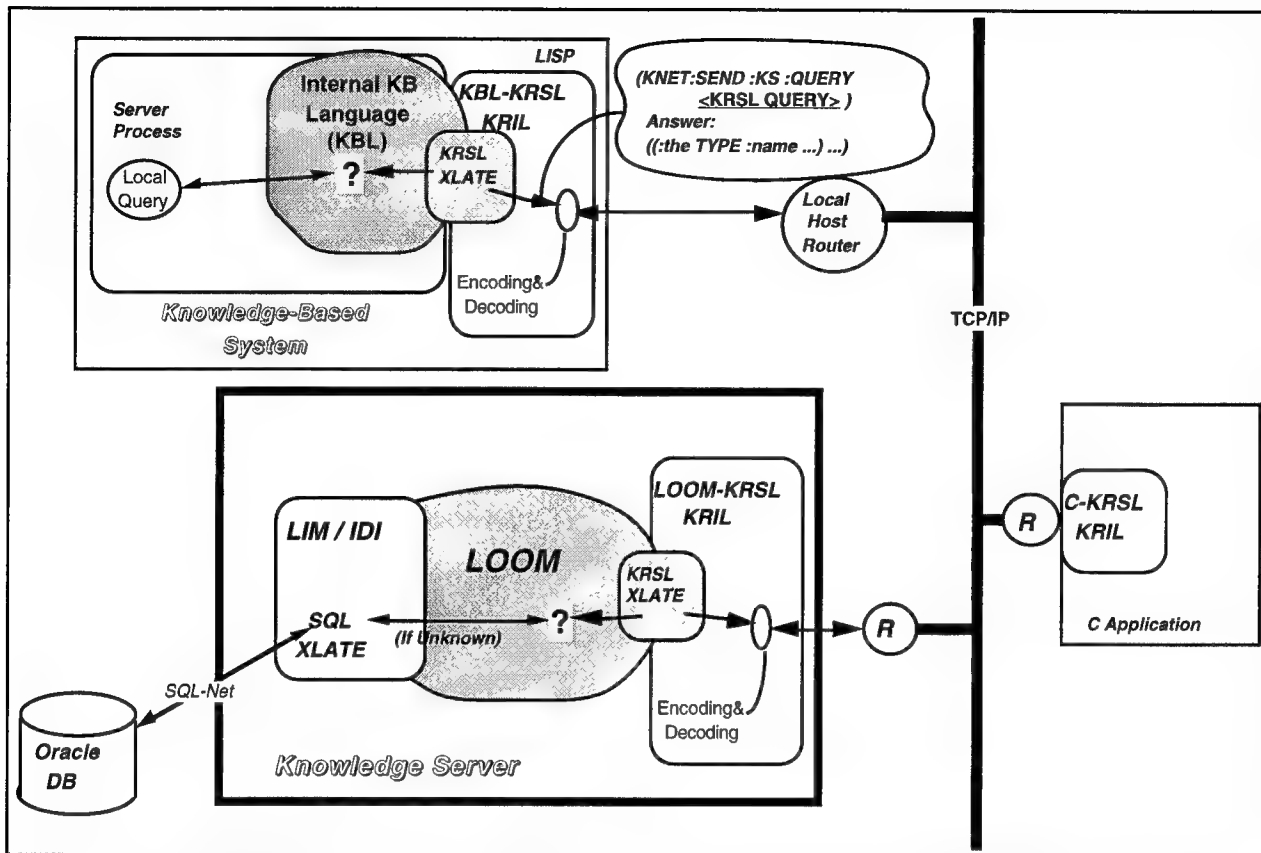 LISP
Internal KB
Language
(KBL)
?
Server
Process
Local
Query
KBL-KRSL
KRIL
KRSL
XLATE
Encoding&
Decoding
Knowledge-Based
System
(KNET:SEND :KS :QUERY
<KRSL QUERY> )
Answer:
((:the TYPE :name ...) ...)
Local
Host
Router
TCP/IP
LIM / IDI
SQL
XLATE
(If Unknown)
LOOM
?
LOOM-KRSL
KRIL
KRSL
XLATE
Encoding&
Decoding
R
R
C-KRSL
KRIL
C Application
SQL-Net
Oracle
DB
Knowledge Server